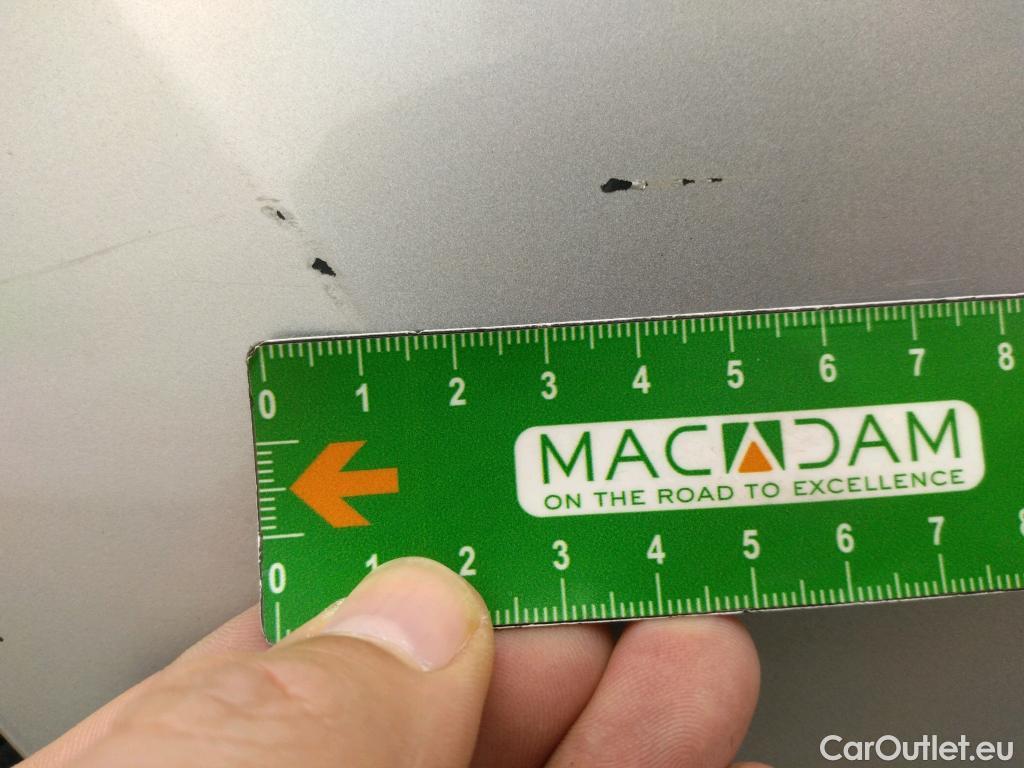 0 1 2 3 4 5 6 7 8
MACADAM
ON THE ROAD TO EXCELLENCE
0 1 2 3 4 5 6 7 8
CarOutlet.eu